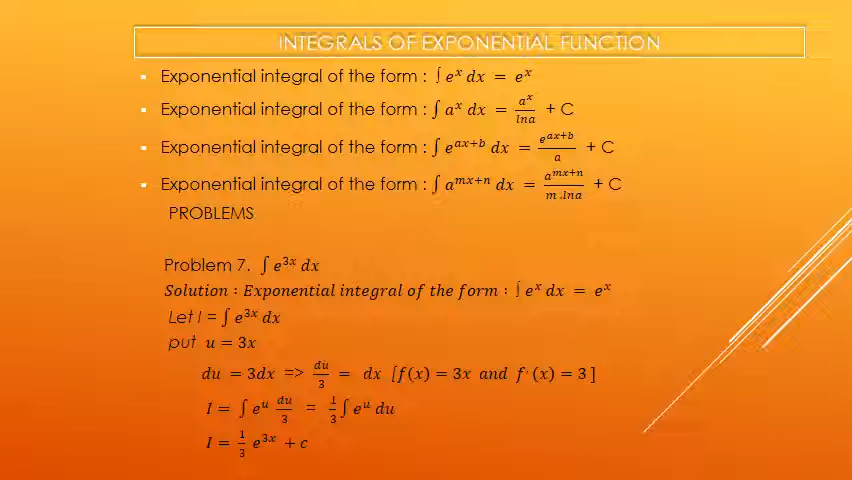 INTEGRALS OF EXPONENTIAL FUNCTION
▪ Exponential integral of the form : ∫ e^x dx = e^x
▪ Exponential integral of the form : ∫ a^x dx = a^x/lna + C
▪ Exponential integral of the form : ∫ e^{ax+b} dx = e^{ax+b}/a + C
▪ Exponential integral of the form : ∫ a^{mx+n} dx = a^{mx+n}/m .lna + C
PROBLEMS
Problem 7. ∫ e^{3x} dx
Solution : Exponential integral of the form : ∫ e^x dx = e^x
Let I = ∫ e^{3x} dx
put u = 3x
du = 3dx => du/3 = dx [f(x) = 3x and f'(x) = 3 ]
I = ∫ e^u du/3 = 1/3 ∫ e^u du
I = 1/3 e^{3x} + c